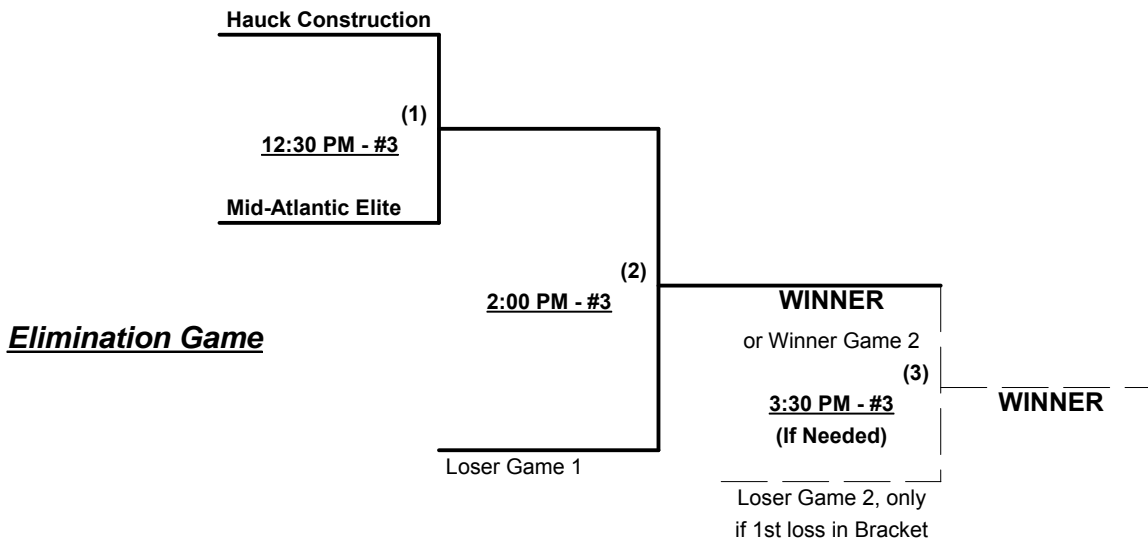 Hauck Construction
(1)
12:30 PM - #3
Mid-Atlantic Elite
(2)
2:00 PM - #3
WINNER
Elimination Game
or Winner Game 2
(3)
3:30 PM - #3
WINNER
(If Needed)
Loser Game 1
Loser Game 2, only
if 1st loss in Bracket